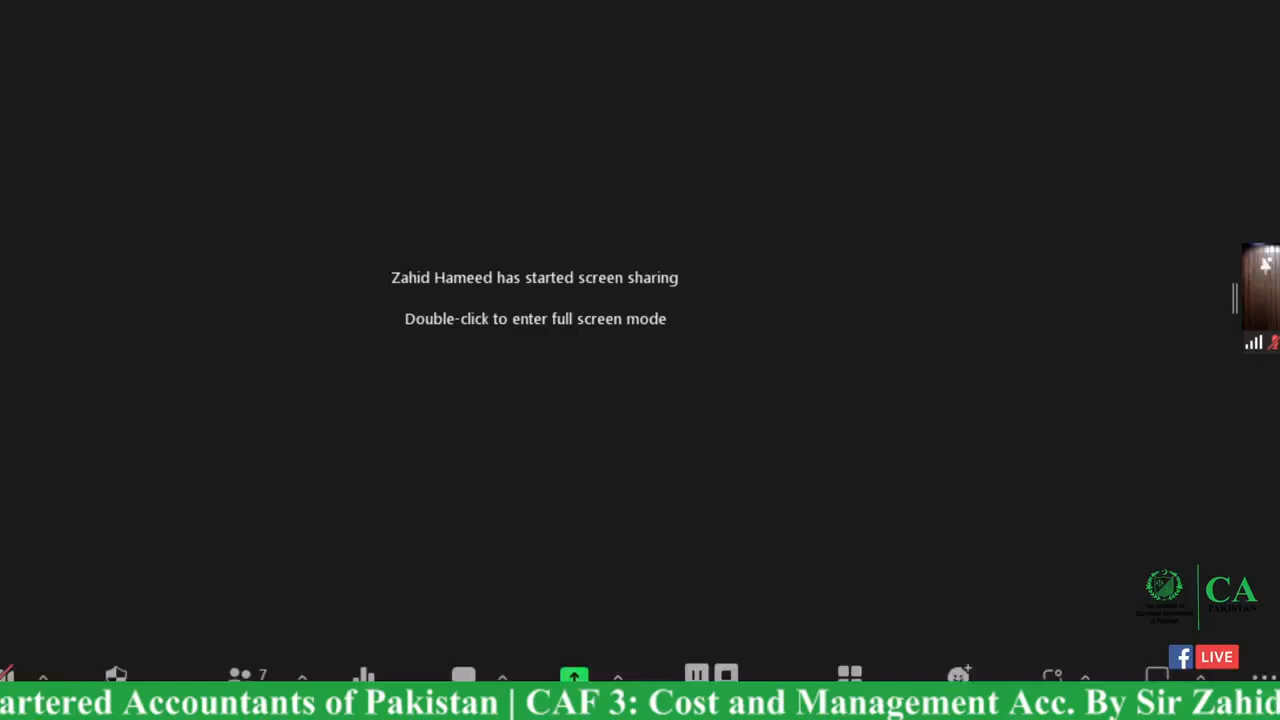 Zahid Hameed has started screen sharing
Double-click to enter full screen mode
CA
PAKISTAN
LIVE
7
artered Accountants of Pakistan | CAF 3: Cost and Management Acc. By Sir Zahid